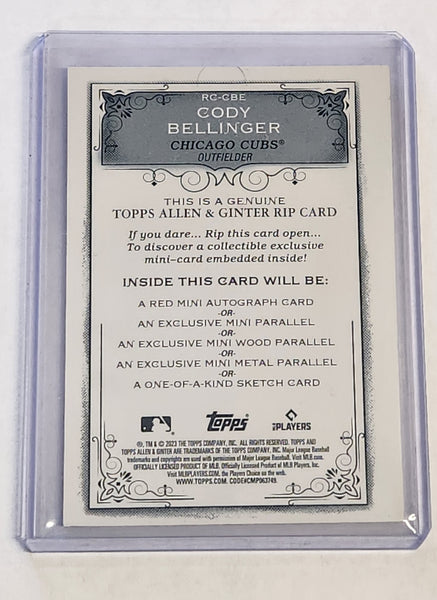 RC-CBE
CODY
BELLINGER
CHICAGO CUBS®
OUTFIELDER
THIS IS A GENUINE
TOPPS ALLEN & GINTER RIP CARD
If you dare... Rip this card open...
To discover a collectible exclusive
mini-card embedded inside!
INSIDE THIS CARD WILL BE:
A RED MINI AUTOGRAPH CARD
-OR-
AN EXCLUSIVE MINI PARALLEL
-OR-
AN EXCLUSIVE MINI WOOD PARALLEL
-OR-
AN EXCLUSIVE MINI METAL PARALLEL
-OR-
A ONE-OF-A-KIND SKETCH CARD
Topps
PLAYERS
®, TM & © 2023 THE TOPPS COMPANY, INC. ALL RIGHTS RESERVED. TOPPS AND
TOPPS ALLEN & GINTER ARE TRADEMARKS OF THE TOPPS COMPANY, INC. Major League Baseball
trademarks and copyrights are used with permission of Major League Baseball. Visit MLB.com.
OFFICIALLY LICENSED PRODUCT OF MLB Players, Inc.
Visit MLBPLAYERS.com, the Players Choice on the web.
WWW.TOPPS.COM. CODE#CMP063749.